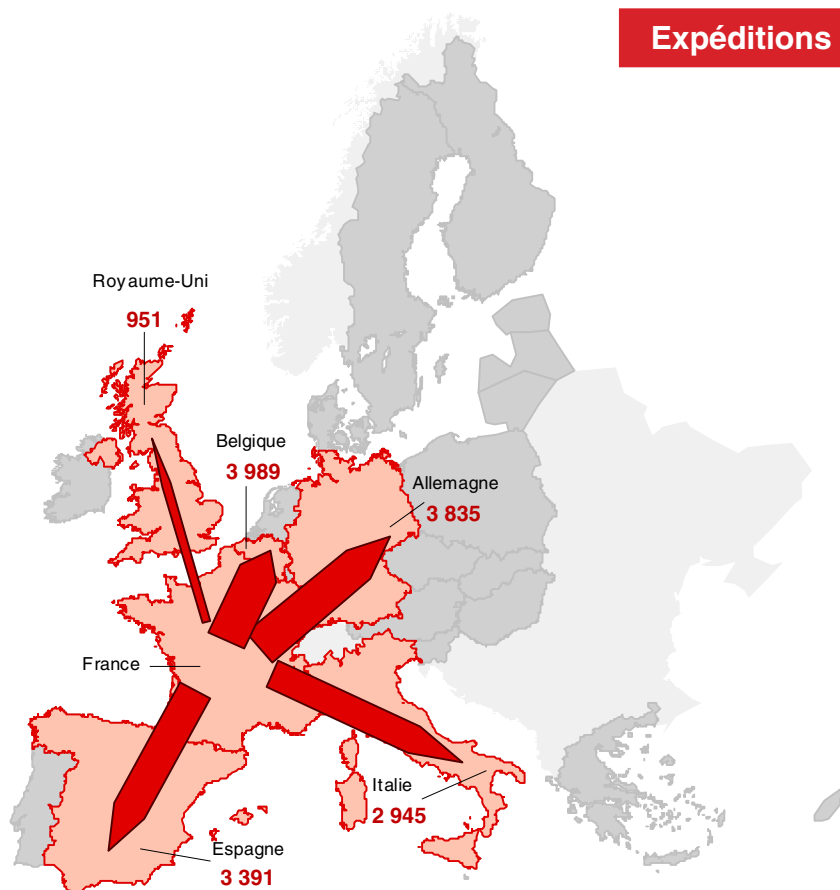 Expéditions
Royaume-Uni
951
Belgique
3 989
Allemagne
3 835
France
Italie
2 945
Espagne
3 391